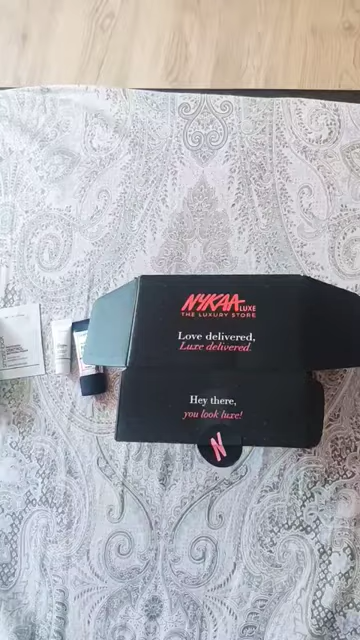 NYKAA LUXE
THE LUXURY STORE
Love delivered,
Luxe delivered.
Hey there,
you look luxe!
N